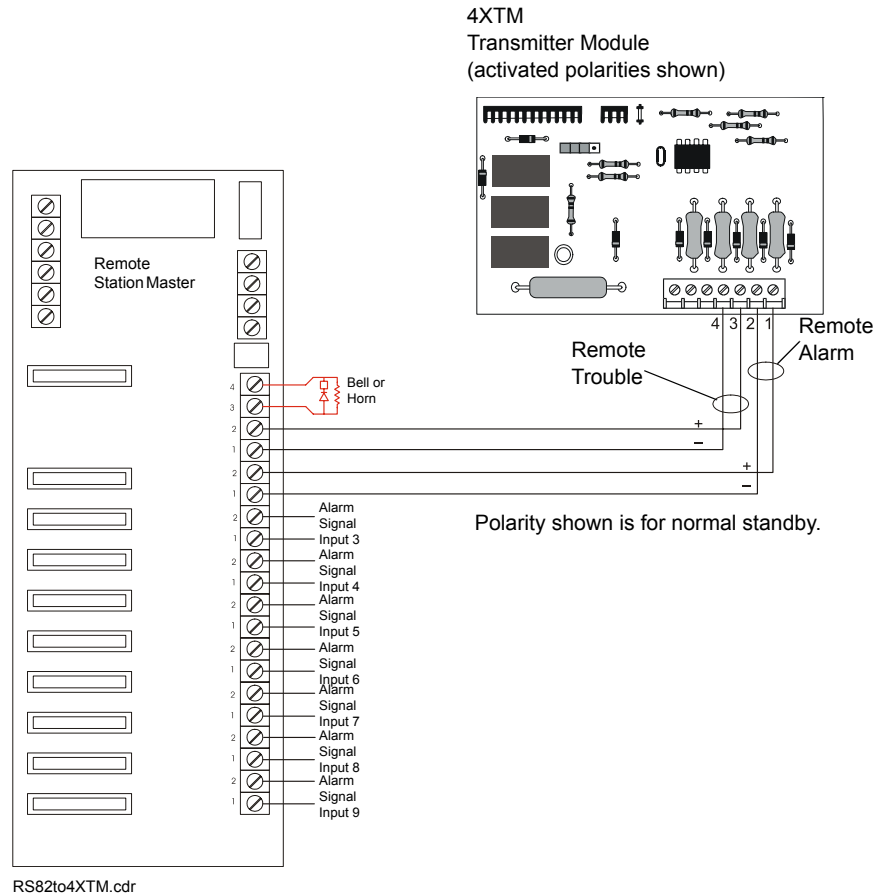 4XTM
Transmitter Module
(activated polarities shown)
Remote
Station Master
4 3 2 1
Remote
Alarm
Remote
Trouble
4
Bell or
3
Horn
2
+
1
−
2
+
1
−
Polarity shown is for normal standby.
2
Alarm
Signal
1
Input 3
2
Alarm
Signal
1
Input 4
2
Alarm
Signal
1
Input 5
2
Alarm
Signal
1
Input 6
2
Alarm
Signal
1
Input 7
2
Alarm
Signal
1
Input 8
2
Alarm
Signal
1
Input 9
RS82to4XTM.cdr